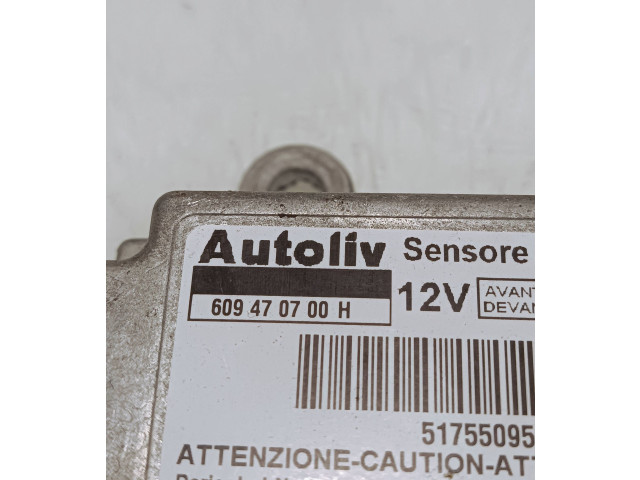 Autoliv Sensore
609 47 07 00 H
12V
AVANT
DEVAN
51755095
ATTENZIONE-CAUTION-ATT